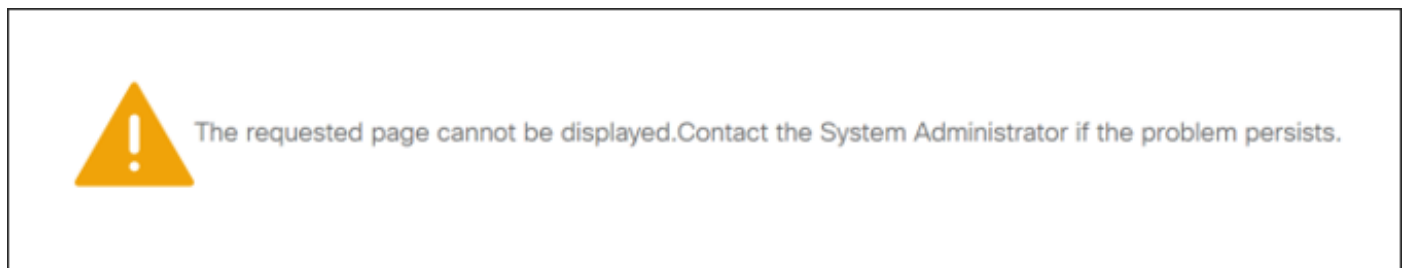 The requested page cannot be displayed.Contact the System Administrator if the problem persists.